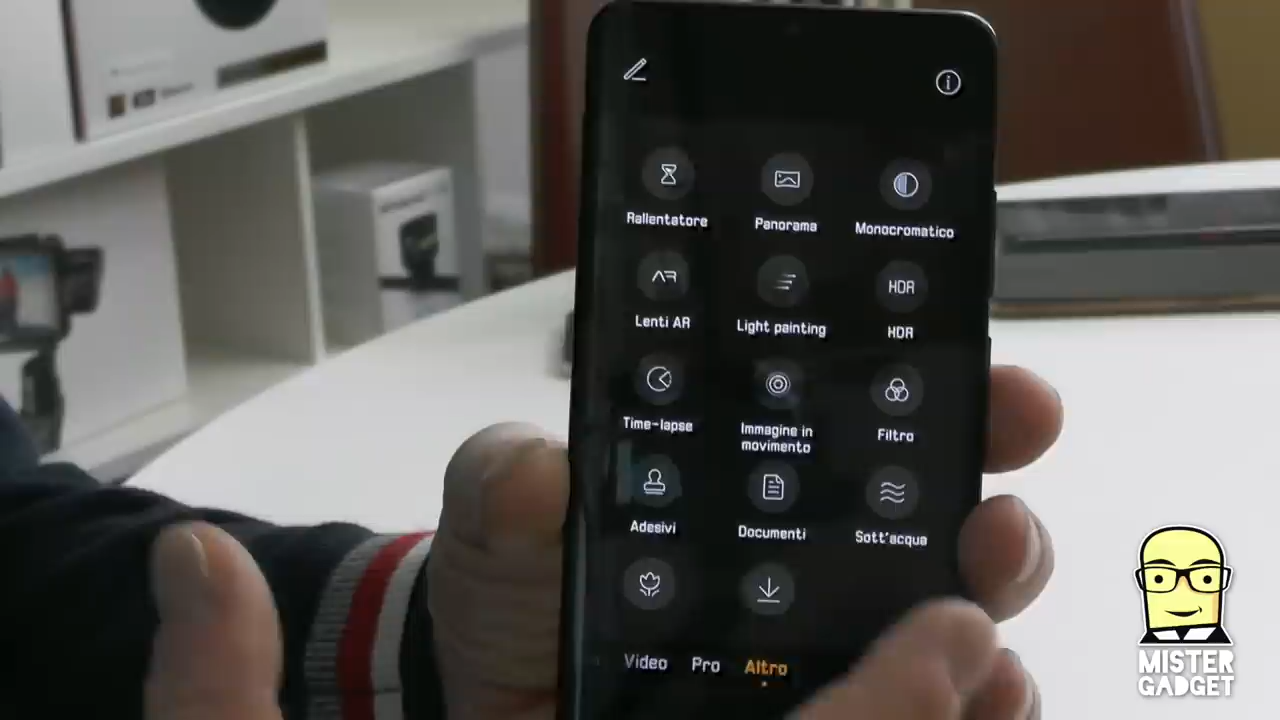 Rallentatore
Panorama
Monocromatico
Lenti AR
Light painting
HDR
HDR
Time-lapse
Immagine in
movimento
Filtro
Adesivi
Documenti
Sott'acqua
Video
Pro
Altro
MISTER
GADGET